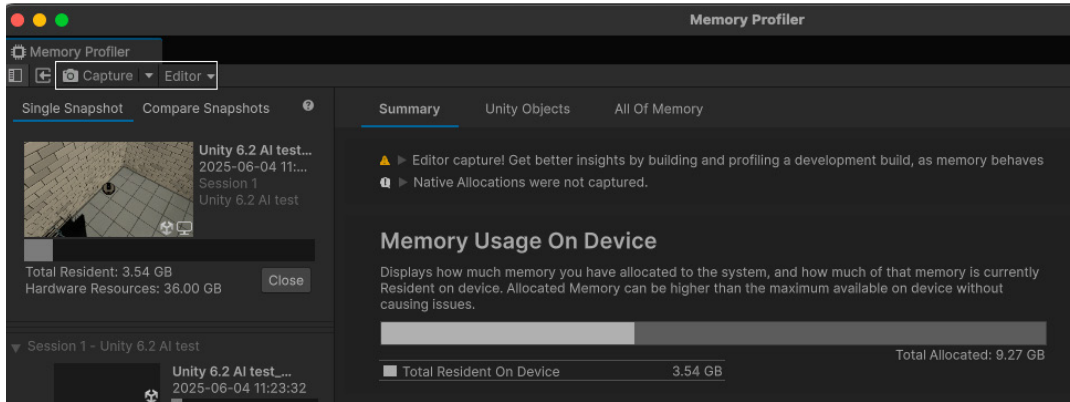 Memory Profiler
Memory Profiler
Capture Editor
Single Snapshot Compare Snapshots
Unity 6.2 AI test...
2025-06-04 11:...
Session 1
Unity 6.2 AI test
Total Resident: 3.54 GB
Hardware Resources: 36.00 GB
Close
Session 1 - Unity 6.2 AI test
Unity 6.2 AI test_...
2025-06-04 11:23:32
Summary Unity Objects All Of Memory
Editor capture! Get better insights by building and profiling a development build, as memory behaves
Native Allocations were not captured.
Memory Usage On Device
Displays how much memory you have allocated to the system, and how much of that memory is currently
Resident on device. Allocated Memory can be higher than the maximum available on device without
causing issues.
Total Allocated: 9.27 GB
Total Resident On Device 3.54 GB